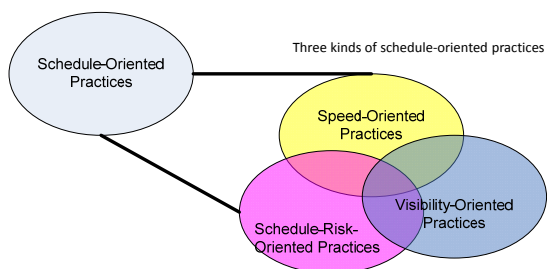 Three kinds of schedule-oriented practices
Schedule-Oriented
Practices
Speed-Oriented
Practices
Visibility-Oriented
Practices
Schedule-Risk-
Oriented Practices